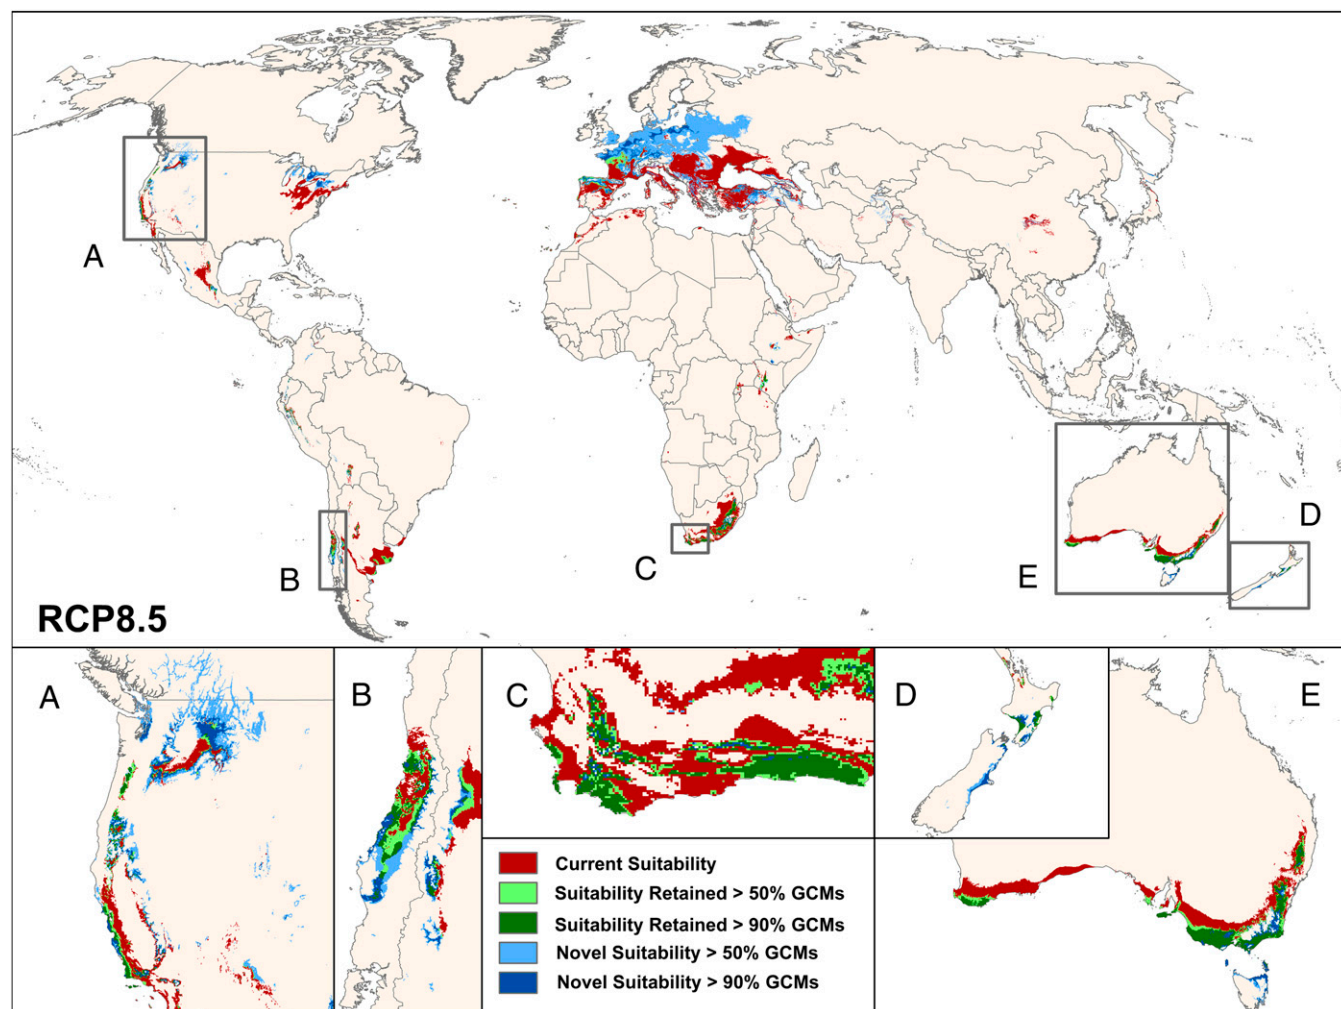 A
B
C
D
E
RCP8.5
A
B
C
D
E
Current Suitability
Suitability Retained > 50% GCMs
Suitability Retained > 90% GCMs
Novel Suitability > 50% GCMs
Novel Suitability > 90% GCMs